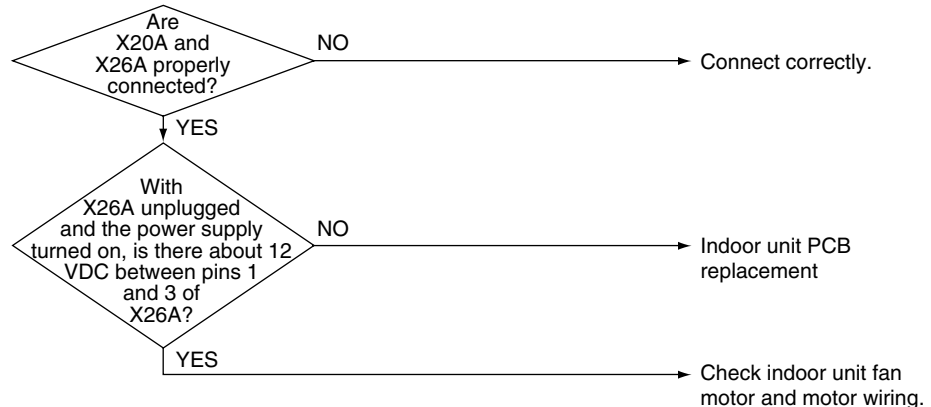 Are
X20A and
X26A properly
connected?
NO
Connect correctly.
YES
With
X26A unplugged
and the power supply
turned on, is there about 12
VDC between pins 1
and 3 of
X26A?
NO
Indoor unit PCB
replacement
YES
Check indoor unit fan
motor and motor wiring.